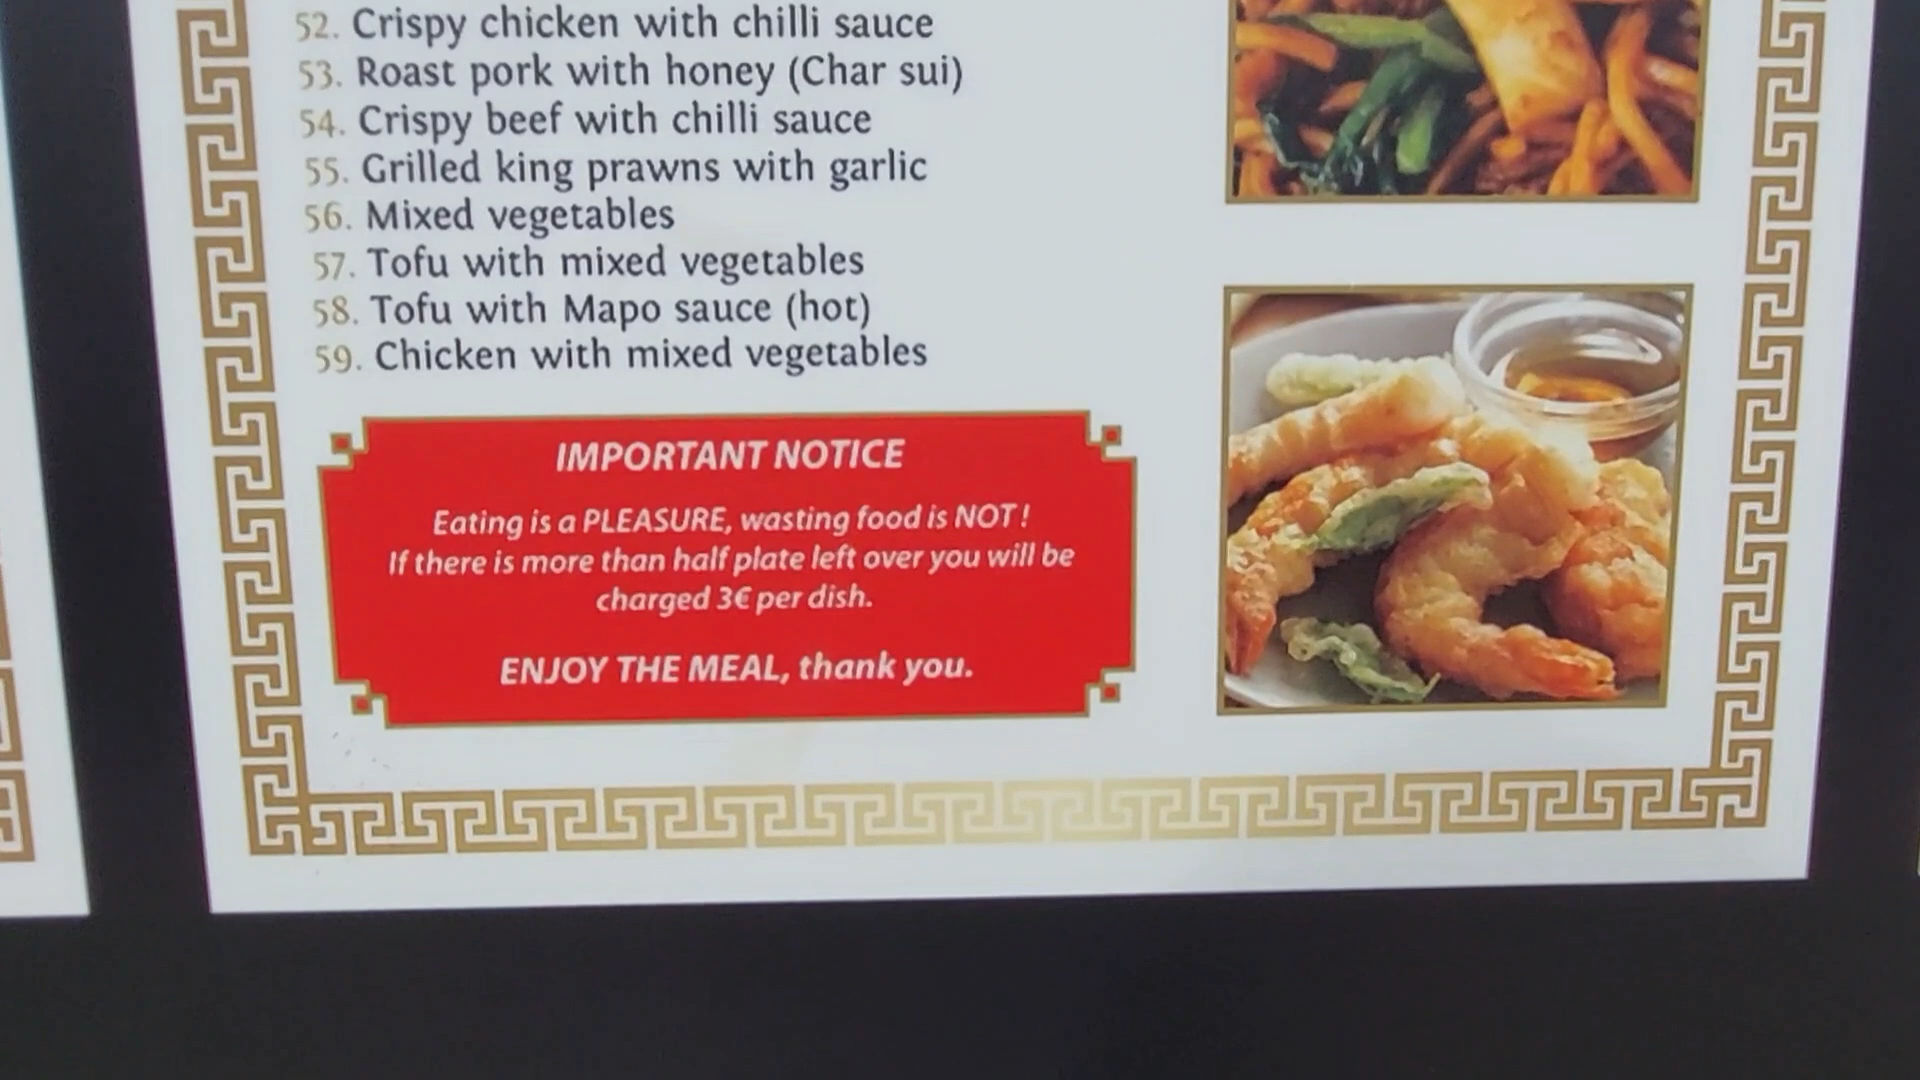 52. Crispy chicken with chilli sauce
53. Roast pork with honey (Char sui)
54. Crispy beef with chilli sauce
55. Grilled king prawns with garlic
56. Mixed vegetables
57. Tofu with mixed vegetables
58. Tofu with Mapo sauce (hot)
59. Chicken with mixed vegetables
IMPORTANT NOTICE
Eating is a PLEASURE, wasting food is NOT!
If there is more than half plate left over you will be
charged 3€ per dish.
ENJOY THE MEAL, thank you.